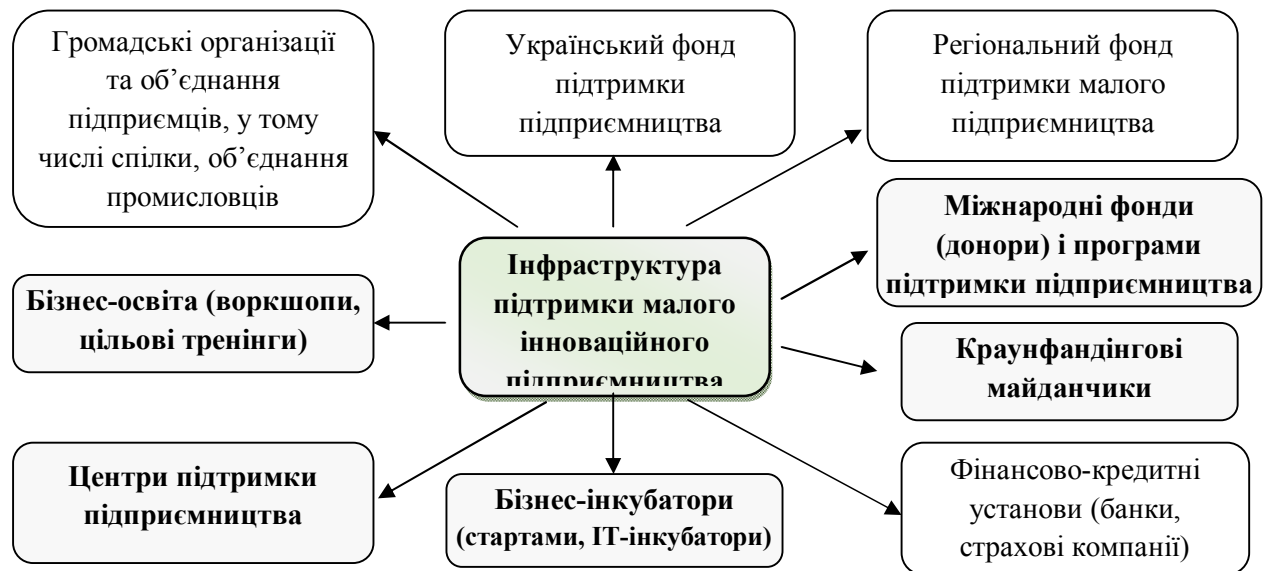 Громадські організації
та об’єднання
підприємців, у тому
числі спілки, об’єднання
промисловців
Український фонд
підтримки
підприємництва
Регіональний фонд
підтримки малого
підприємництва
Міжнародні фонди
(донори) і програми
підтримки підприємництва
Інфраструктура
підтримки малого
інноваційного
підприємництва
Бізнес-освіта (воркшопи,
цільові тренінги)
Краунфандінгові
майданчики
Центри підтримки
підприємництва
Бізнес-інкубатори
(стартами, ІТ-інкубатори)
Фінансово-кредитні
установи (банки,
страхові компанії)